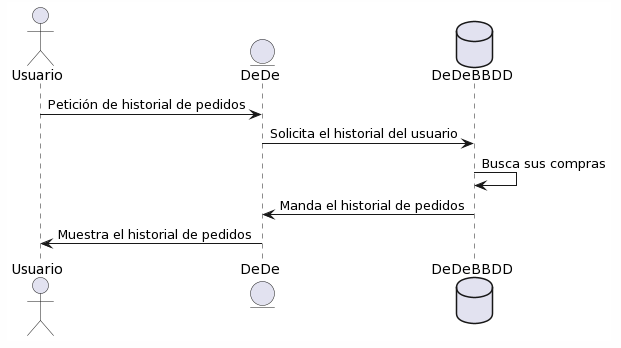 Usuario
DeDe
DeDeBBDD
Petición de historial de pedidos
Solicita el historial del usuario
Busca sus compras
Manda el historial de pedidos
Muestra el historial de pedidos
Usuario
DeDe
DeDeBBDD